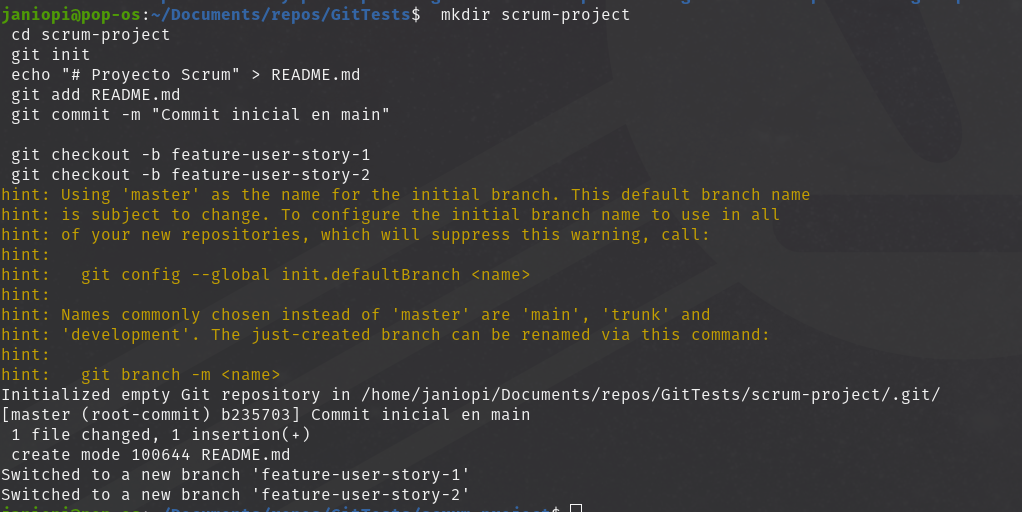 janiopi@pop-os:~/Documents/repos/GitTests$  mkdir scrum-project
 cd scrum-project
 git init
 echo "# Proyecto Scrum" > README.md
 git add README.md
 git commit -m "Commit inicial en main"

 git checkout -b feature-user-story-1
 git checkout -b feature-user-story-2
hint: Using 'master' as the name for the initial branch. This default branch name
hint: is subject to change. To configure the initial branch name to use in all
hint: of your new repositories, which will suppress this warning, call:
hint:
hint:   git config --global init.defaultBranch <name>
hint:
hint: Names commonly chosen instead of 'master' are 'main', 'trunk' and
hint: 'development'. The just-created branch can be renamed via this command:
hint:
hint:   git branch -m <name>
Initialized empty Git repository in /home/janiopi/Documents/repos/GitTests/scrum-project/.git/
[master (root-commit) b235703] Commit inicial en main
 1 file changed, 1 insertion(+)
 create mode 100644 README.md
Switched to a new branch 'feature-user-story-1'
Switched to a new branch 'feature-user-story-2'
janiopi@pop-os:~/Documents/repos/GitTests/scrum-project$